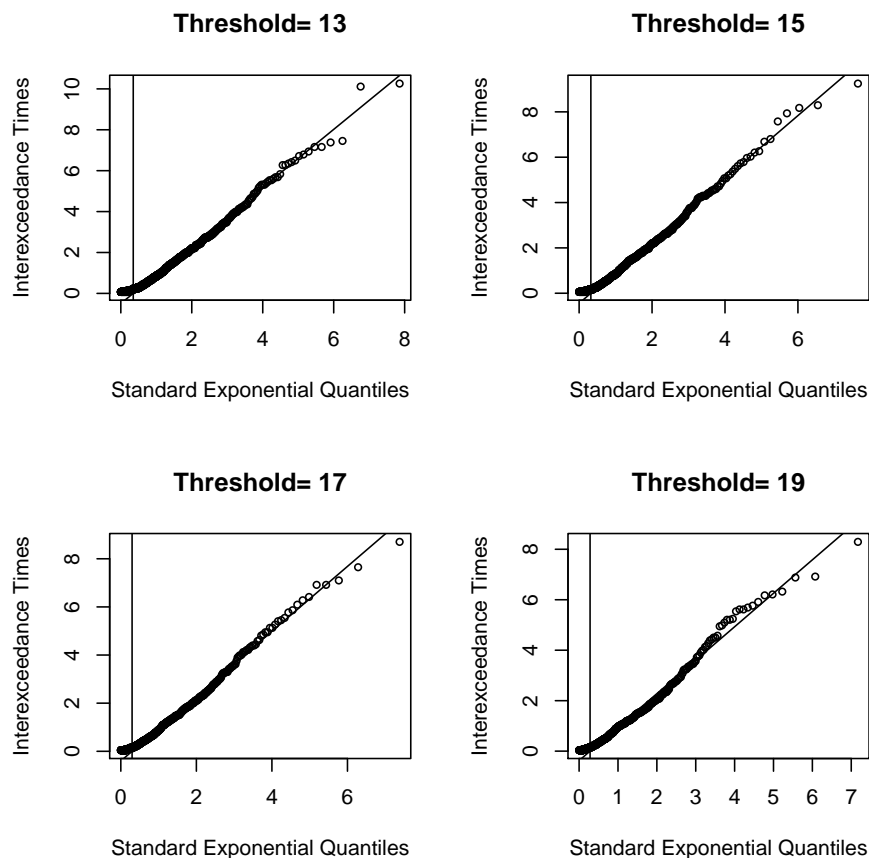 Threshold= 13
Interexceedance Times
10
8
6
4
2
0
0 2 4 6 8
Standard Exponential Quantiles
Threshold= 15
Interexceedance Times
8
6
4
2
0
0 2 4 6
Standard Exponential Quantiles
Threshold= 17
Interexceedance Times
8
6
4
2
0
0 2 4 6
Standard Exponential Quantiles
Threshold= 19
Interexceedance Times
8
6
4
2
0
0 1 2 3 4 5 6 7
Standard Exponential Quantiles